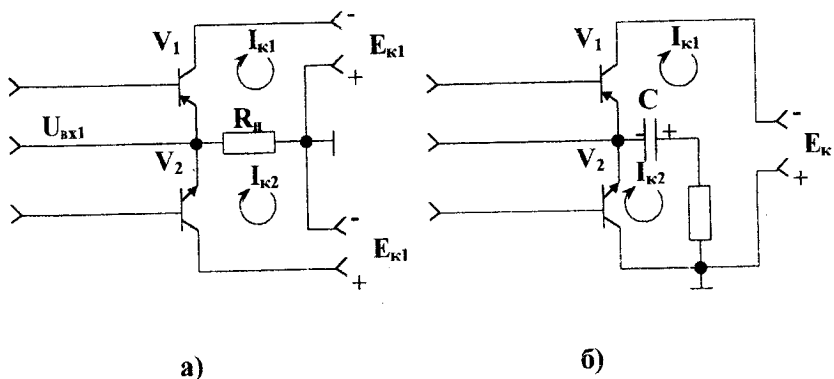 V₁
Iк1
-
Eк1
+
Uвх1
Rн
V₂
Iк2
-
Eк1
+
а)
V₁
Iк1
C
- +
-
Eк
+
V₂
Iк2
б)